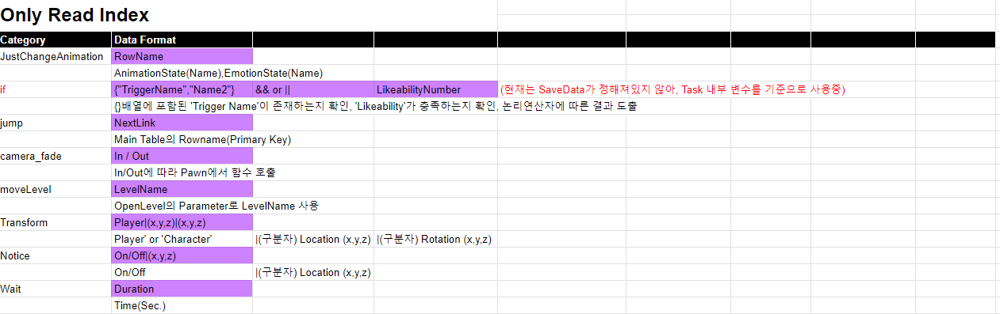 Only Read Index
Category Data Format
JustChangeAnimation RowName
AnimationState(Name),EmotionState(Name)
if {"TriggerName","Name2"} && or || LikeabilityNumber (현재는 SaveData가 정해져있지 않아, Task 내부 변수를 기준으로 사용중)
{}배열에 포함된 'Trigger Name'이 존재하는지 확인, 'Likeability'가 충족하는지 확인, 논리연산자에 따른 결과 도출
jump NextLink
Main Table의 Rowname(Primary Key)
camera_fade In / Out
In/Out에 따라 Pawn에서 함수 호출
moveLevel LevelName
OpenLevel의 Parameter로 LevelName 사용
Transform Player|(x,y,z)|(x,y,z)
Player' or 'Character' |(구분자) Location (x,y,z) |(구분자) Rotation (x,y,z)
Notice On/Off|(x,y,z)
On/Off |(구분자) Location (x,y,z)
Wait Duration
Time(Sec.)